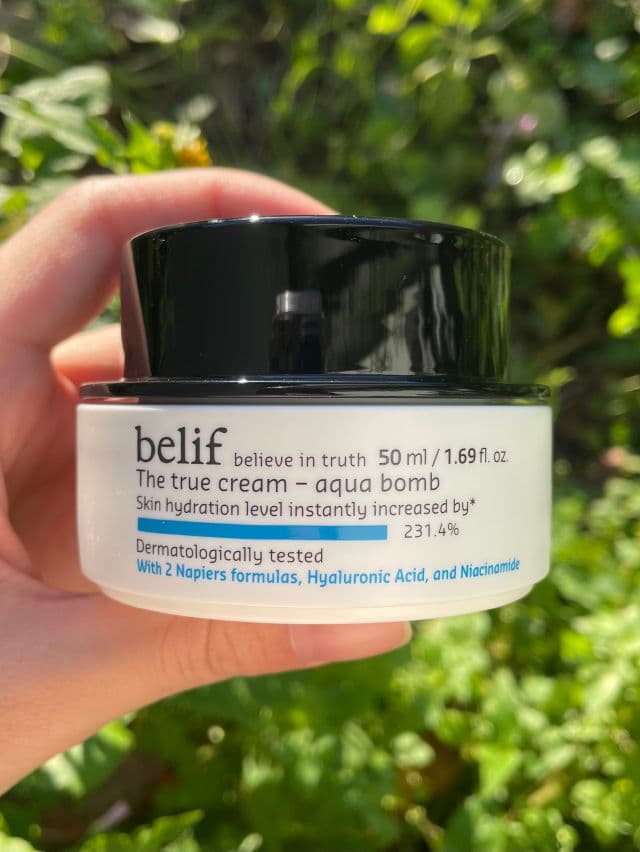 belif believe in truth 50 ml / 1.69 fl. oz.
The true cream – aqua bomb
Skin hydration level instantly increased by*
231.4%
Dermatologically tested
With 2 Napiers formulas, Hyaluronic Acid, and Niacinamide